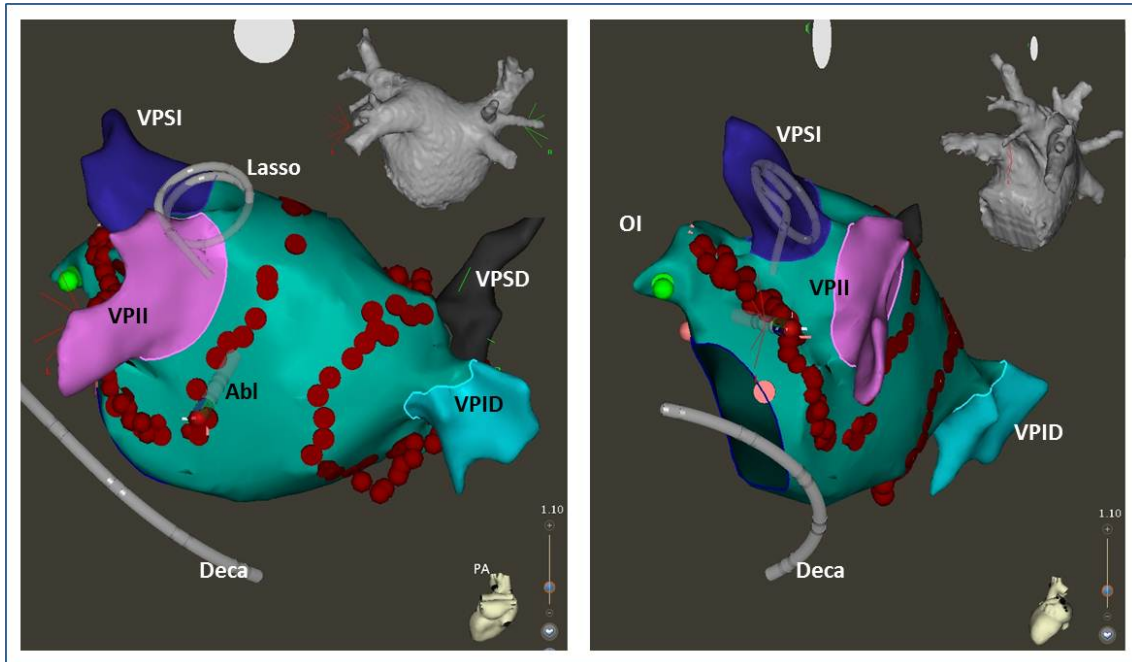 VPSI
Lasso
VPII
VPSD
Abl
VPID
Deca
1.10
PA
VPSI
OI
VPII
VPID
Deca
1.10